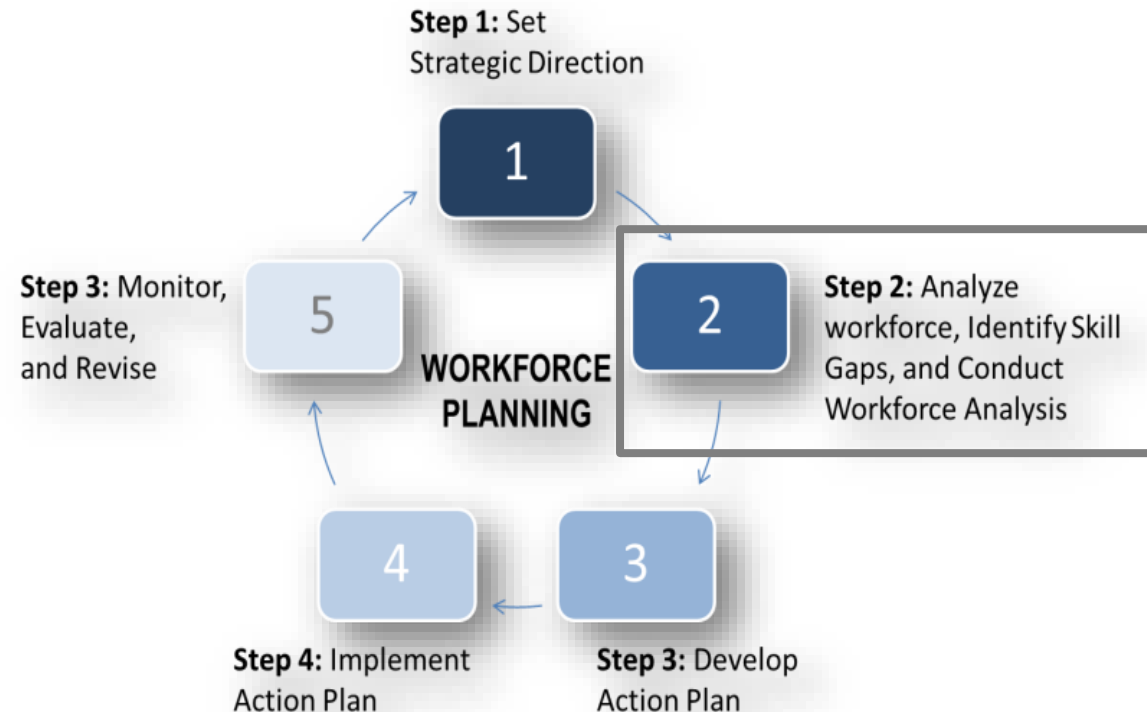 Step 1: Set
Strategic Direction
1
Step 2: Analyze
workforce, Identify Skill
Gaps, and Conduct
Workforce Analysis
2
Step 3: Monitor,
Evaluate,
and Revise
5
WORKFORCE
PLANNING
4
3
Step 4: Implement
Action Plan
Step 3: Develop
Action Plan